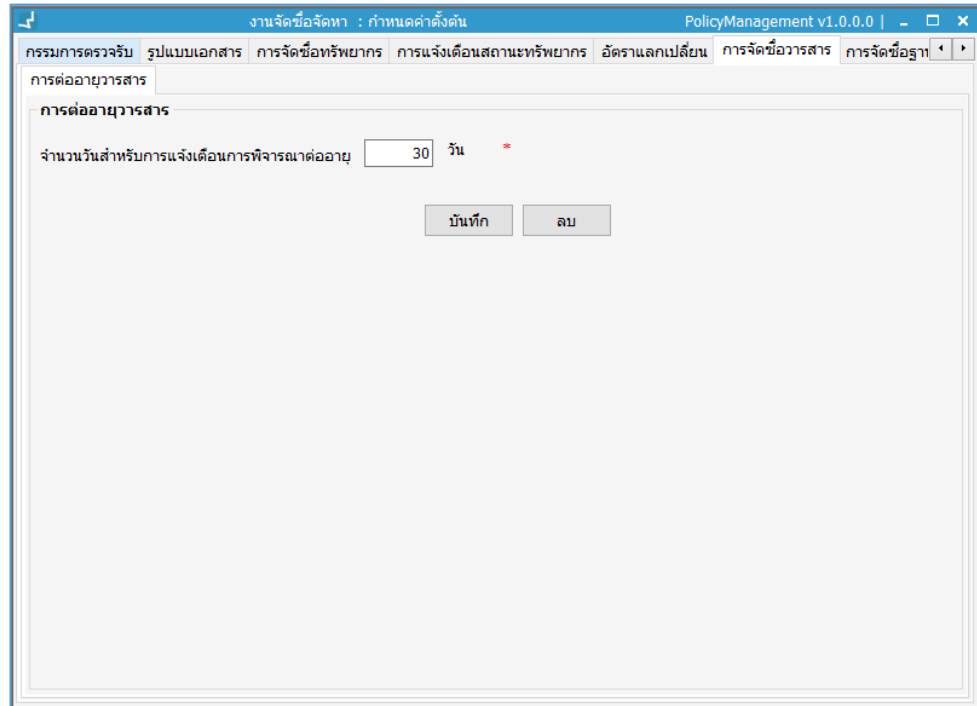 งานจัดซื้อจัดหา : กำหนดค่าตั้งต้น PolicyManagement v1.0.0.0 |
กรรมการตรวจรับ รูปแบบเอกสาร การจัดซื้อทรัพยากร การแจ้งเตือนสถานะทรัพยากร อัตราแลกเปลี่ยน การจัดซื้อวารสาร การจัดซื้อฐา
การต่ออายุวารสาร
การต่ออายุวารสาร
จำนวนวันสำหรับการแจ้งเตือนการพิจารณาต่ออายุ 30 วัน *
บันทึก ลบ